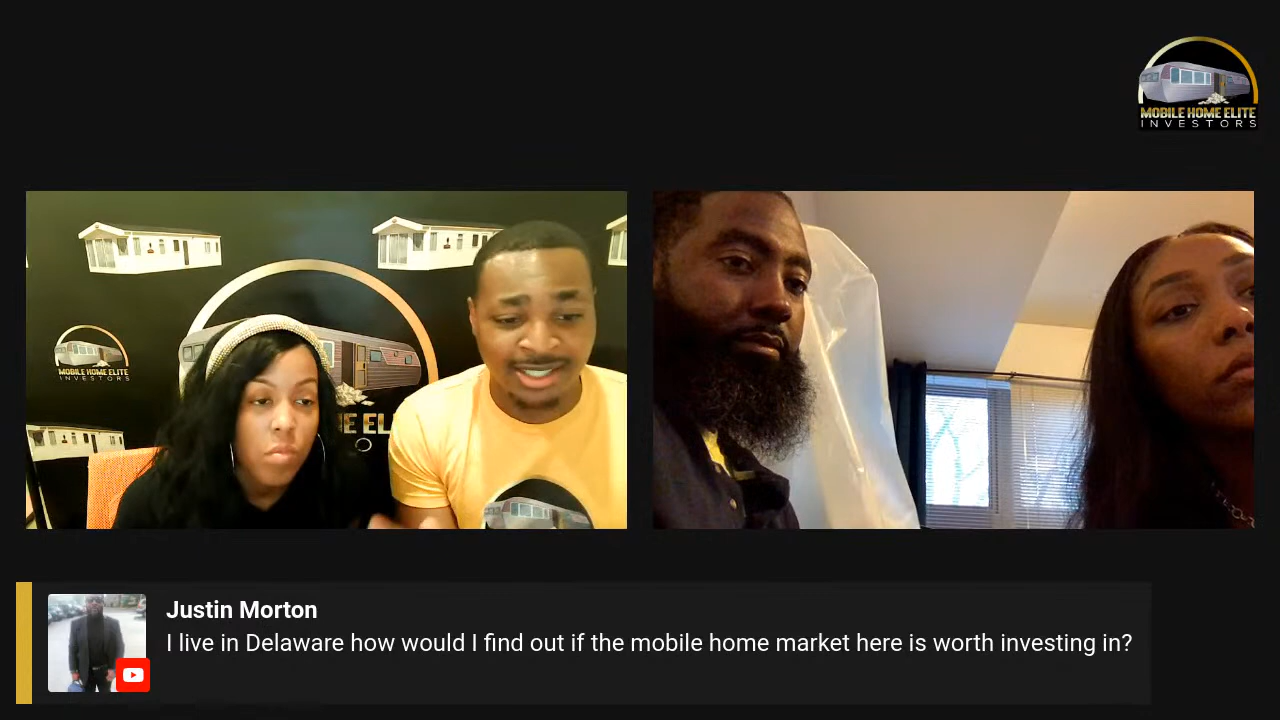 MOBILE HOME ELITE
INVESTORS
MOBILE HOME ELITE
INVESTORS
Justin Morton
I live in Delaware how would I find out if the mobile home market here is worth investing in?